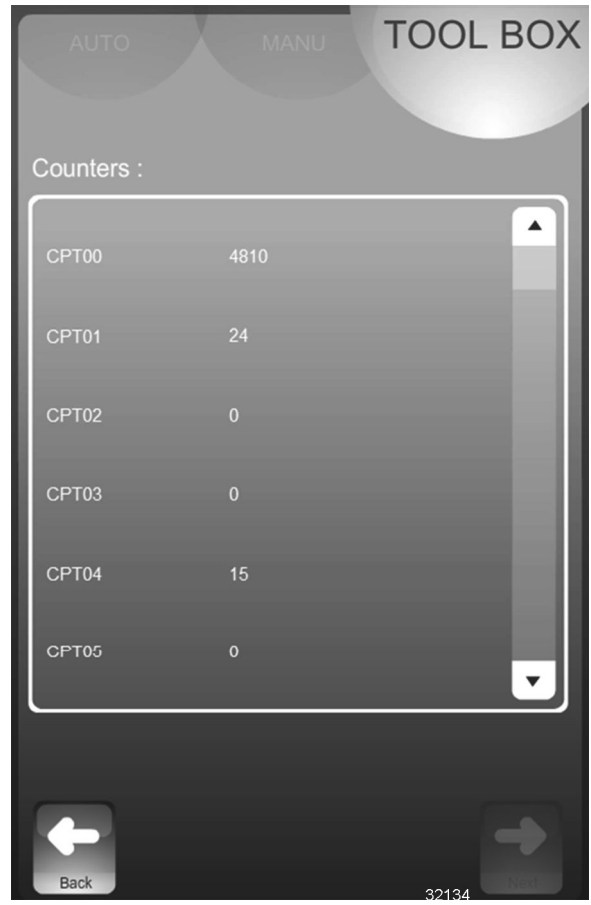 AUTO MANU TOOL BOX
Counters :
CPT00 4810
CPT01 24
CPT02 0
CPT03 0
CPT04 15
CPT05 0
Back 32134 Next